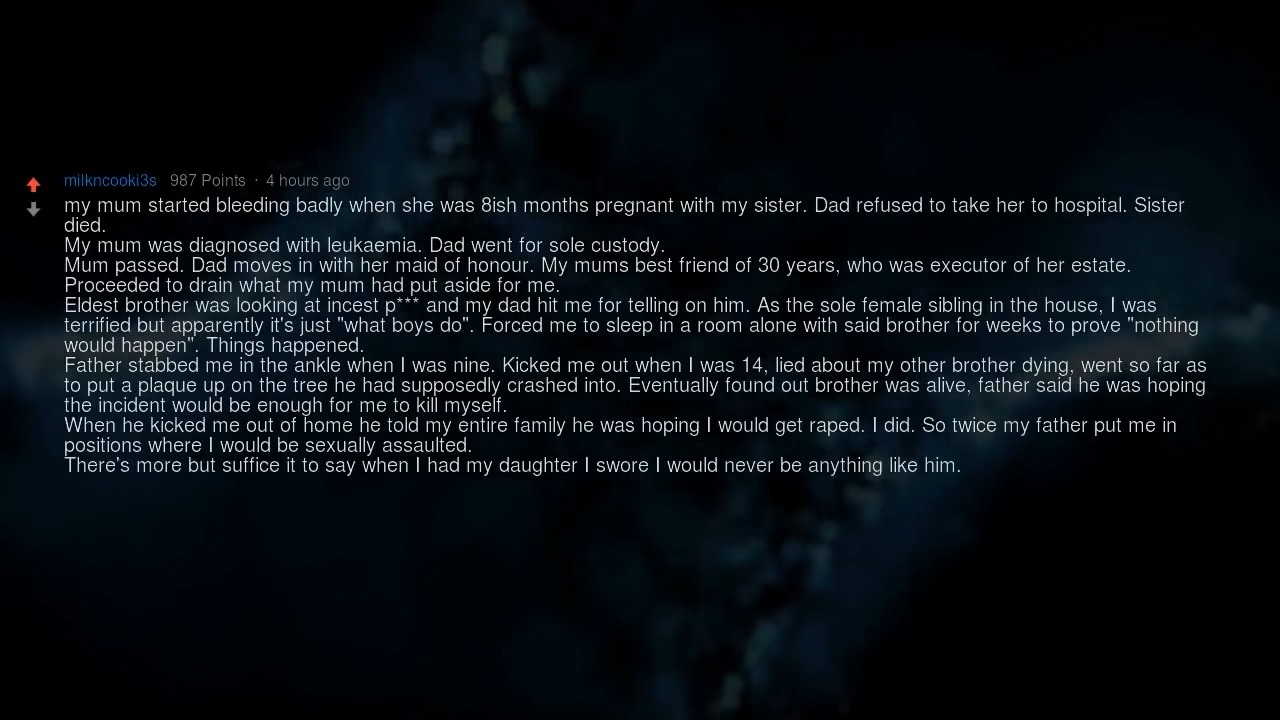 milkncooki3s 987 Points · 4 hours ago
my mum started bleeding badly when she was 8ish months pregnant with my sister. Dad refused to take her to hospital. Sister
died.
My mum was diagnosed with leukaemia. Dad went for sole custody.
Mum passed. Dad moves in with her maid of honour. My mums best friend of 30 years, who was executor of her estate.
Proceeded to drain what my mum had put aside for me.
Eldest brother was looking at incest p*** and my dad hit me for telling on him. As the sole female sibling in the house, I was
terrified but apparently it's just "what boys do". Forced me to sleep in a room alone with said brother for weeks to prove "nothing
would happen". Things happened.
Father stabbed me in the ankle when I was nine. Kicked me out when I was 14, lied about my other brother dying, went so far as
to put a plaque up on the tree he had supposedly crashed into. Eventually found out brother was alive, father said he was hoping
the incident would be enough for me to kill myself.
When he kicked me out of home he told my entire family he was hoping I would get raped. I did. So twice my father put me in
positions where I would be sexually assaulted.
There's more but suffice it to say when I had my daughter I swore I would never be anything like him.